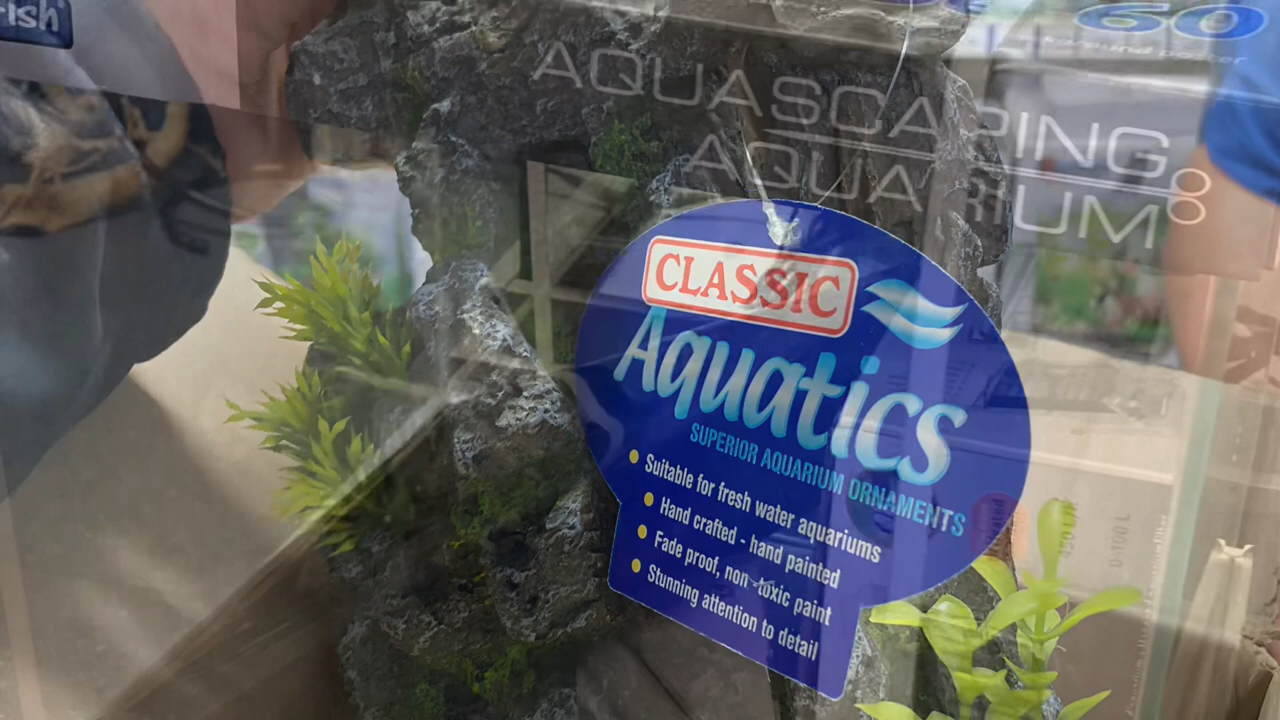 60
AQUASCAPING
AQUARIUM
CLASSIC
Aquatics
SUPERIOR AQUARIUM ORNAMENTS
Suitable for fresh water aquariums
Hand crafted - hand painted
Fade proof, non-toxic paint
Stunning attention to detail